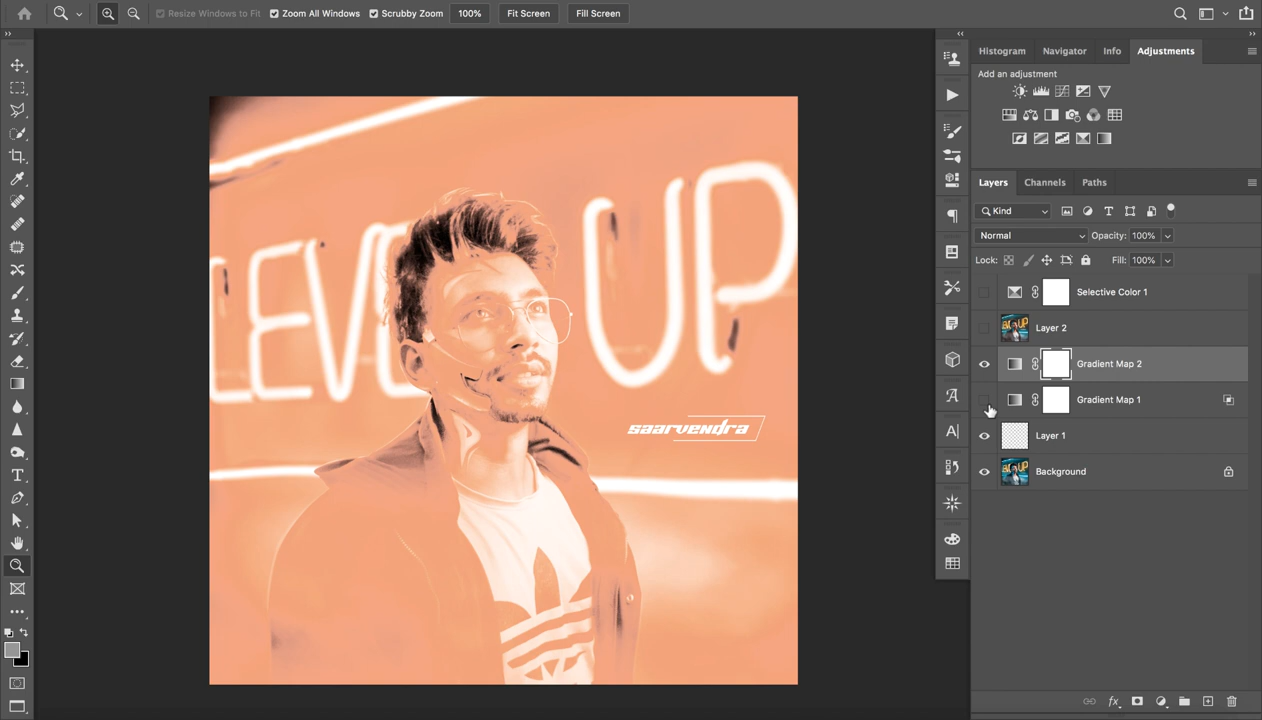 Resize Windows to Fit
Zoom All Windows
Scrubby Zoom
100%
Fit Screen
Fill Screen
Histogram
Navigator
Info
Adjustments
Add an adjustment
Layers
Channels
Paths
Kind
Normal
Opacity: 100%
Lock:
Fill: 100%
Selective Color 1
Layer 2
Gradient Map 2
Gradient Map 1
Layer 1
Background
LEVEL UP
saarvendra